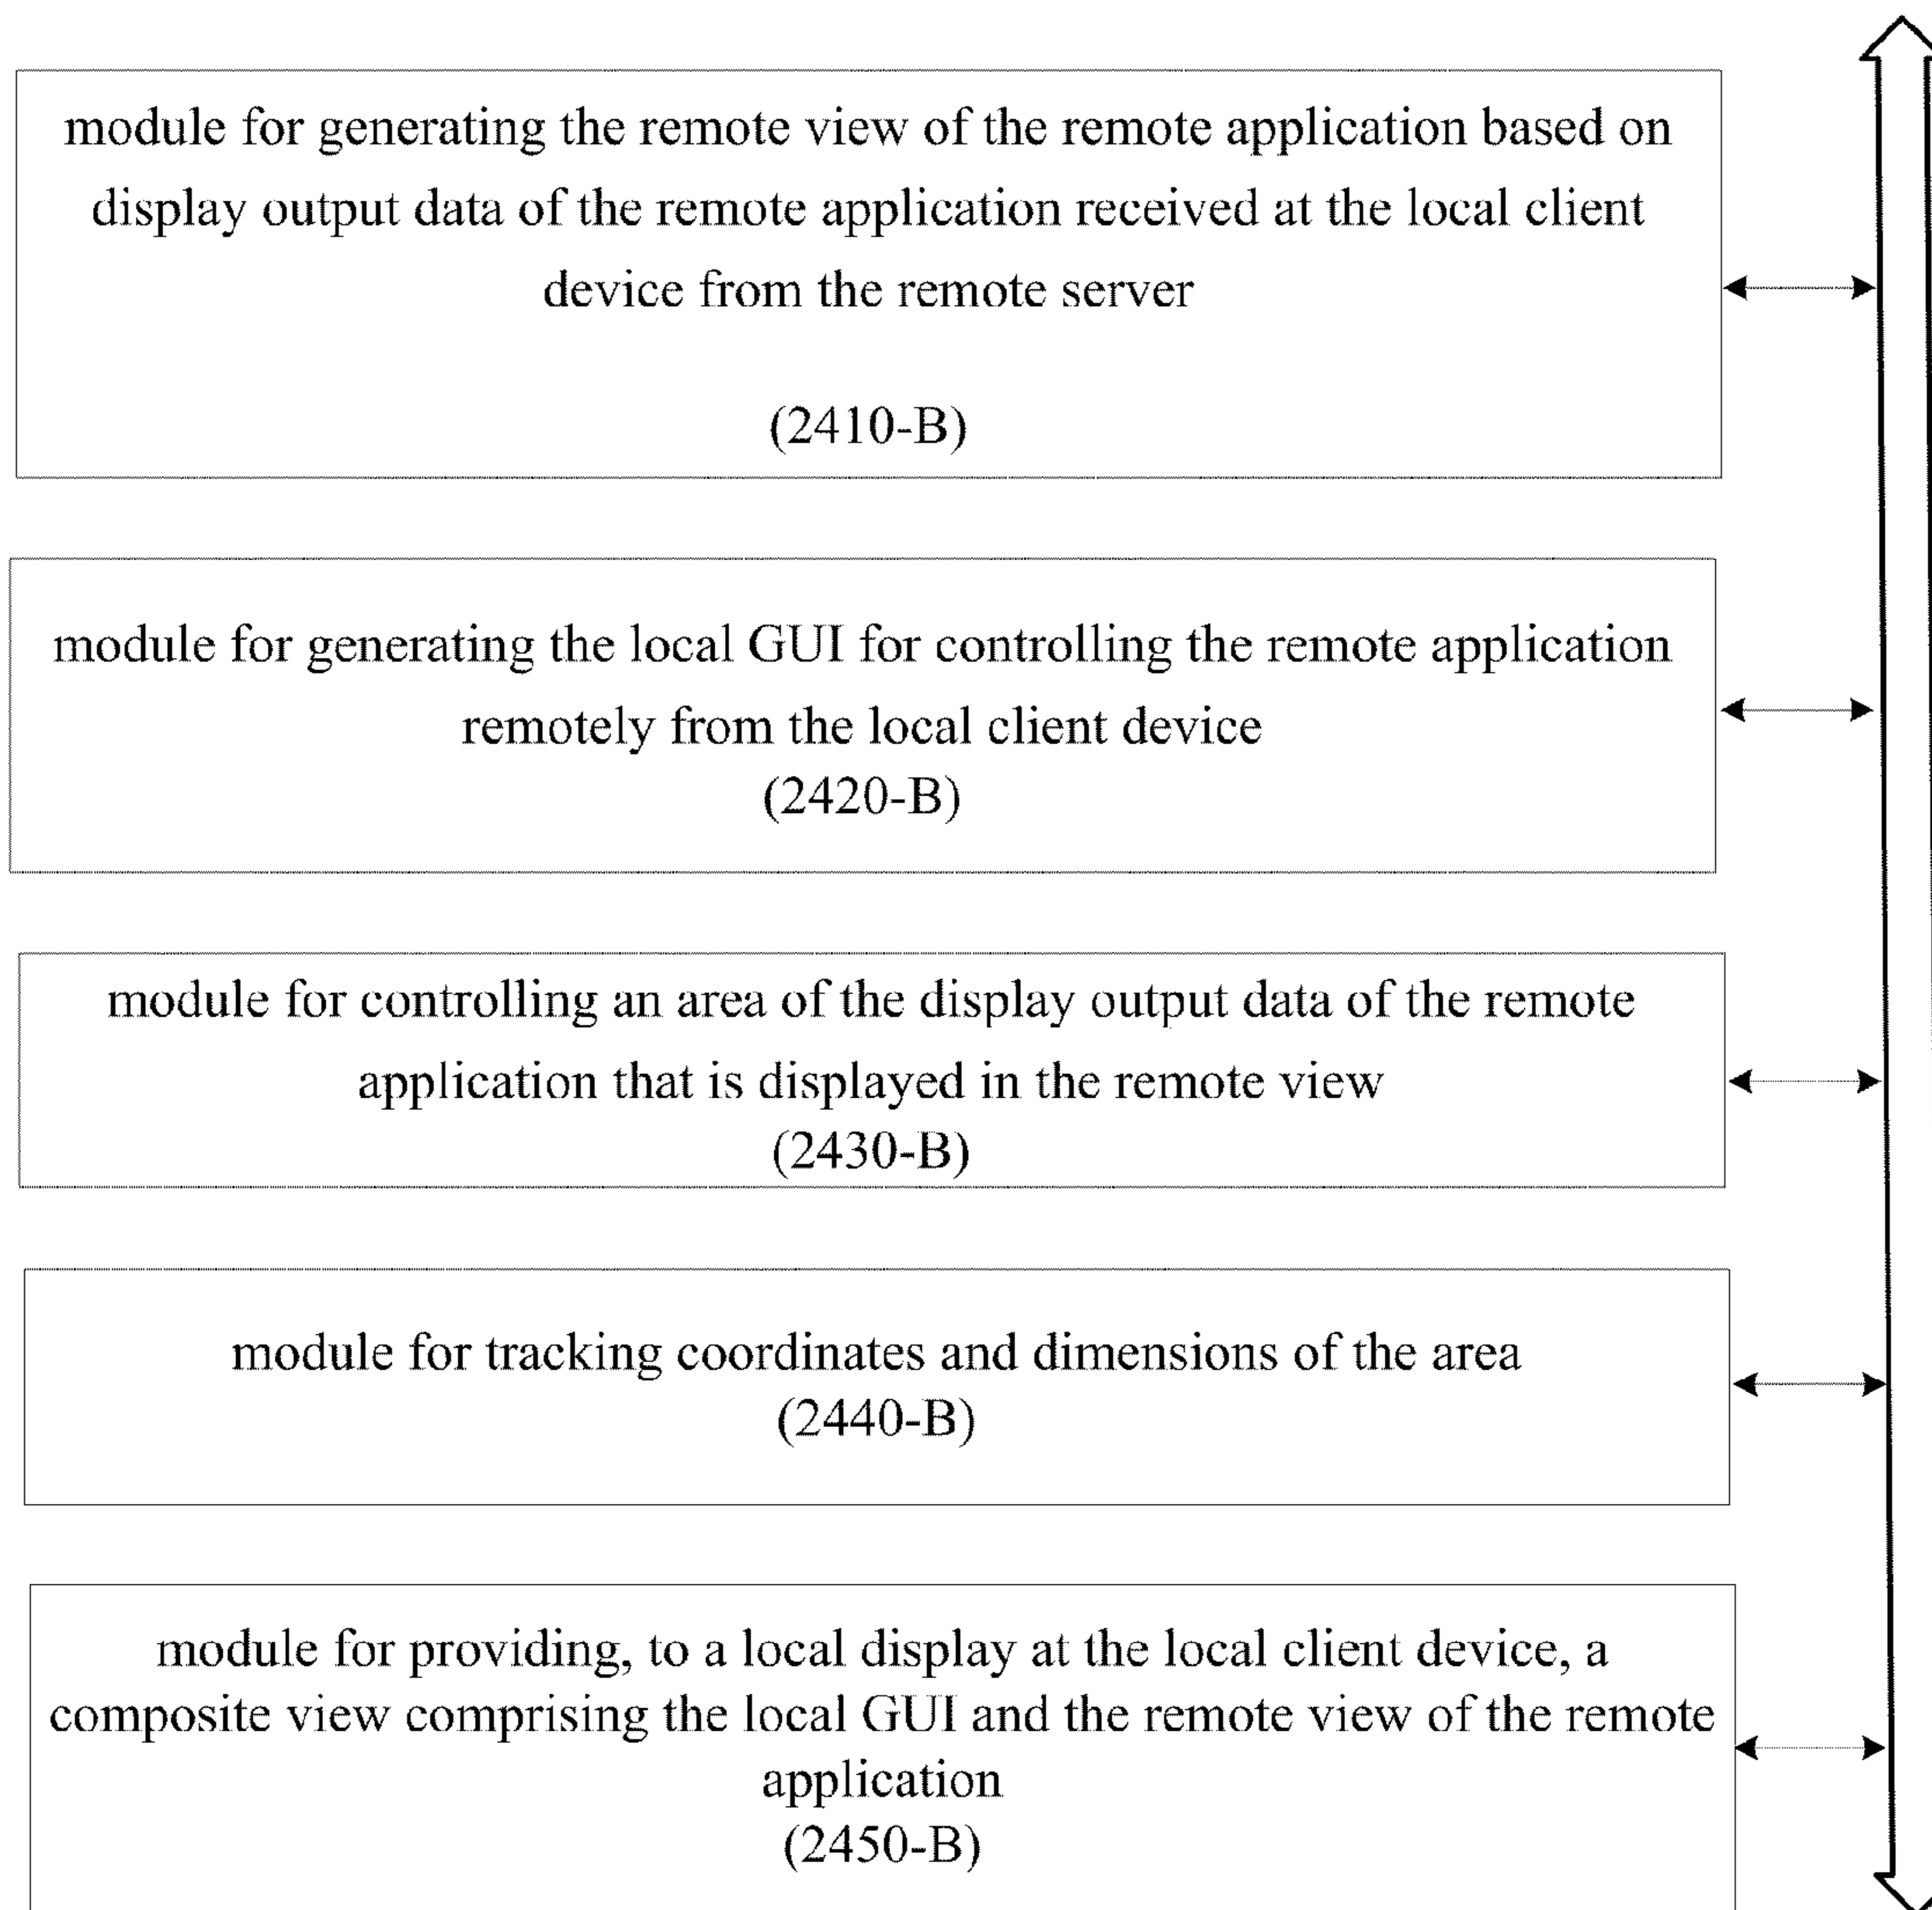 module for generating the remote view of the remote application based on
display output data of the remote application received at the local client
device from the remote server
(2410-B)
module for generating the local GUI for controlling the remote application
remotely from the local client device
(2420-B)
module for controlling an area of the display output data of the remote
application that is displayed in the remote view
(2430-B)
module for tracking coordinates and dimensions of the area
(2440-B)
module for providing, to a local display at the local client device, a
composite view comprising the local GUI and the remote view of the remote
application
(2450-B)